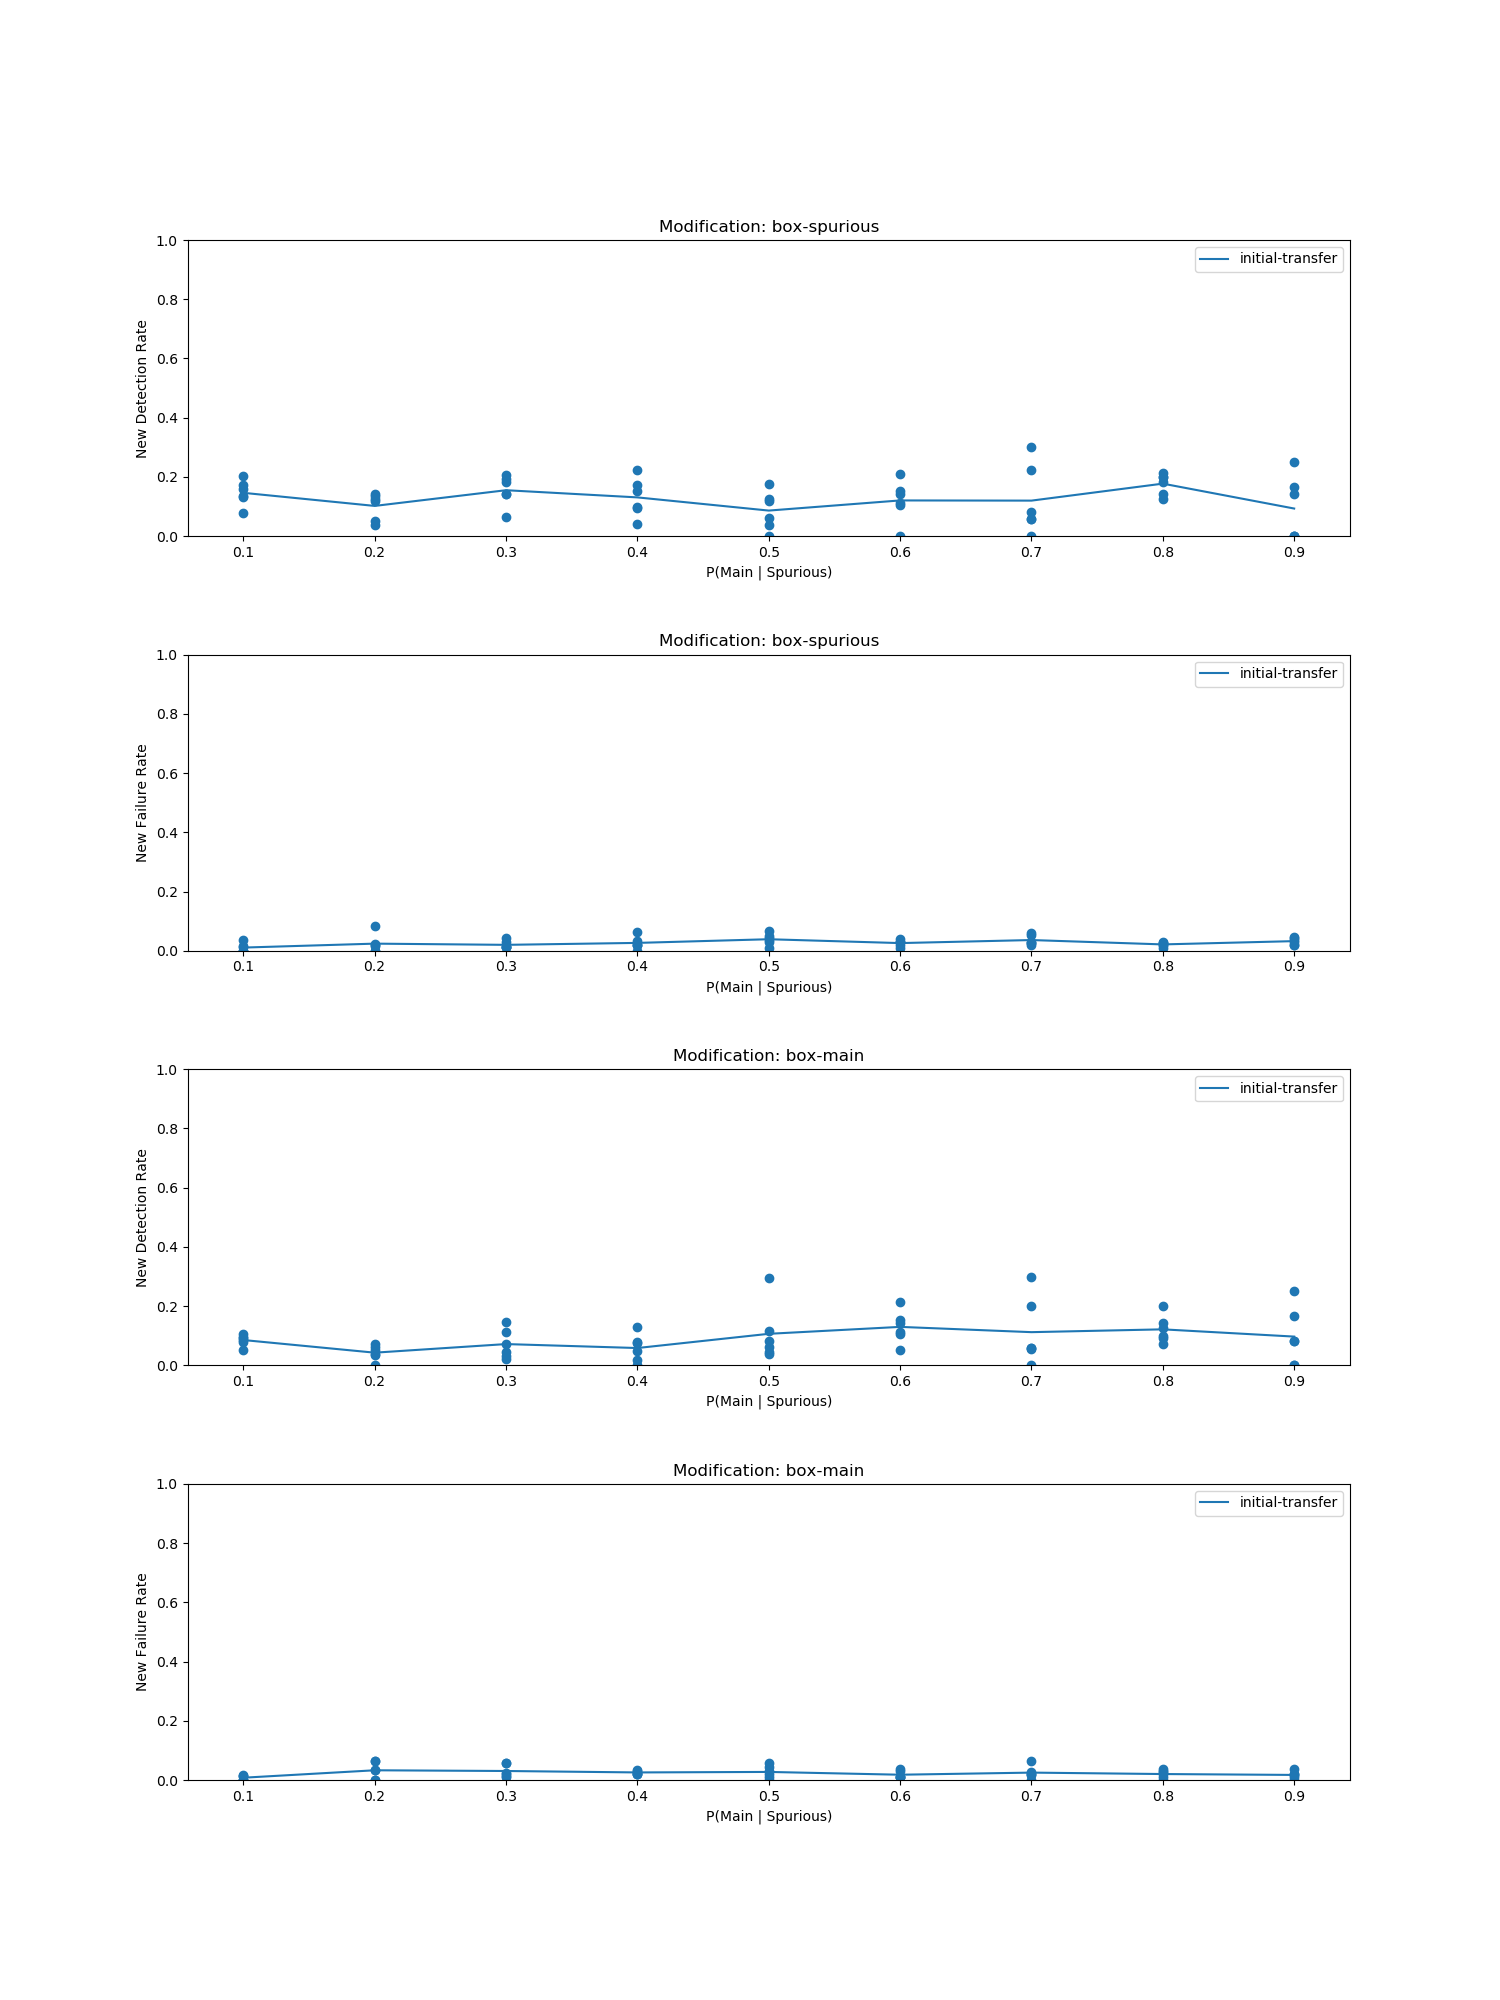 Modification: box-spurious
1.0
0.8
0.6
0.4
0.2
0.0
New Detection Rate
initial-transfer
0.1 0.2 0.3 0.4 0.5 0.6 0.7 0.8 0.9
P(Main | Spurious)
Modification: box-spurious
1.0
0.8
0.6
0.4
0.2
0.0
New Failure Rate
initial-transfer
0.1 0.2 0.3 0.4 0.5 0.6 0.7 0.8 0.9
P(Main | Spurious)
Modification: box-main
1.0
0.8
0.6
0.4
0.2
0.0
New Detection Rate
initial-transfer
0.1 0.2 0.3 0.4 0.5 0.6 0.7 0.8 0.9
P(Main | Spurious)
Modification: box-main
1.0
0.8
0.6
0.4
0.2
0.0
New Failure Rate
initial-transfer
0.1 0.2 0.3 0.4 0.5 0.6 0.7 0.8 0.9
P(Main | Spurious)